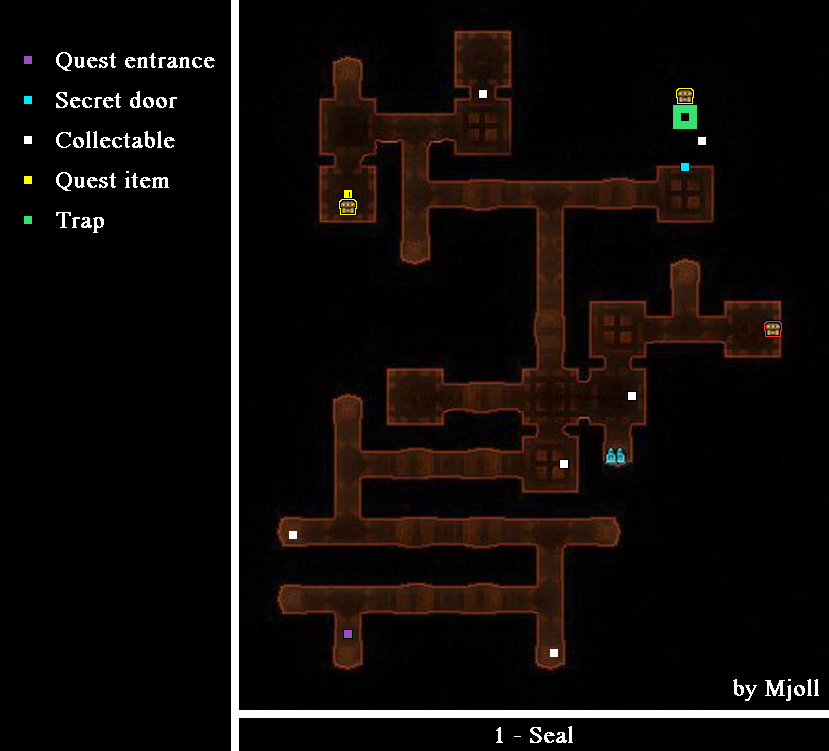 Quest entrance
Secret door
Collectable
Quest item
Trap
by Mjoll
1 - Seal